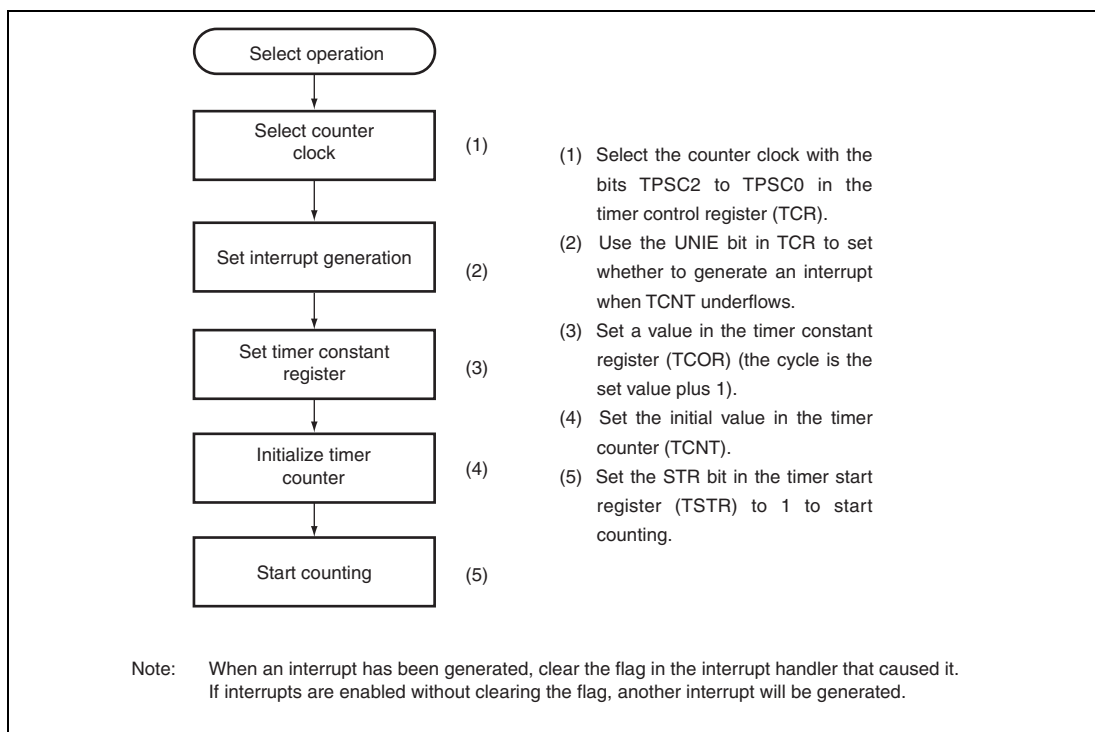 Select operation
Select counter
clock
(1)
Set interrupt generation
(2)
Set timer constant
register
(3)
Initialize timer
counter
(4)
Start counting
(5)
(1) Select the counter clock with the
bits TPSC2 to TPSC0 in the
timer control register (TCR).
(2) Use the UNIE bit in TCR to set
whether to generate an interrupt
when TCNT underflows.
(3) Set a value in the timer constant
register (TCOR) (the cycle is the
set value plus 1).
(4) Set the initial value in the timer
counter (TCNT).
(5) Set the STR bit in the timer start
register (TSTR) to 1 to start
counting.
Note: When an interrupt has been generated, clear the flag in the interrupt handler that caused it.
If interrupts are enabled without clearing the flag, another interrupt will be generated.